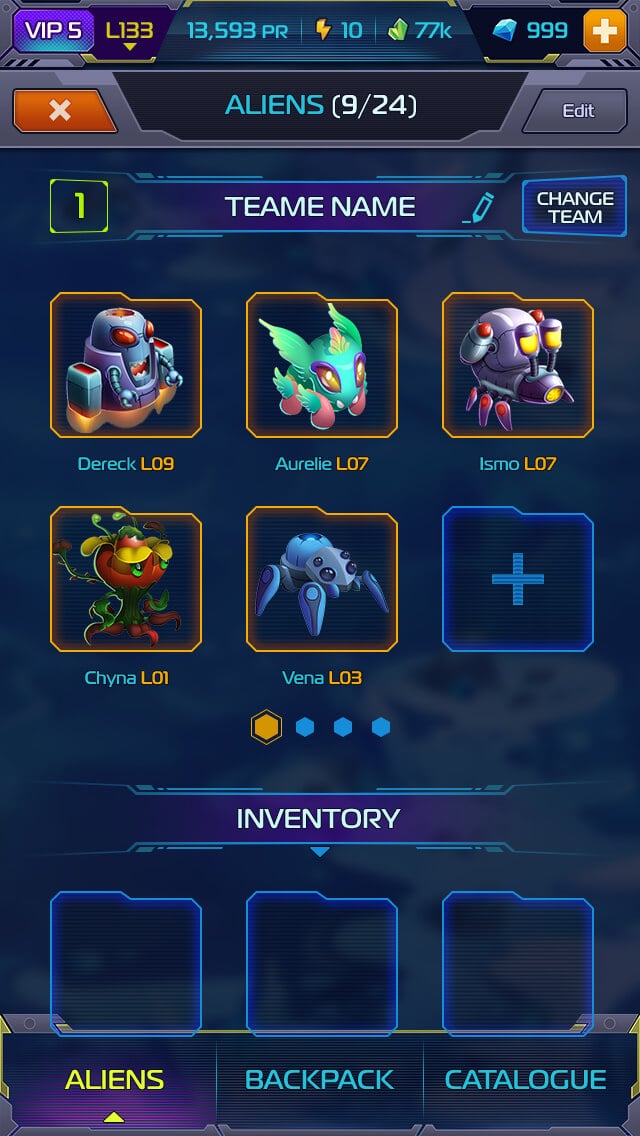 VIP 5 L133 13,593 PR 10 77k 999
ALIENS (9/24) Edit
1 TEAME NAME CHANGE
TEAM
Dereck L09 Aurelie L07 Ismo L07
Chyna L01 Vena L03
INVENTORY
ALIENS BACKPACK CATALOGUE